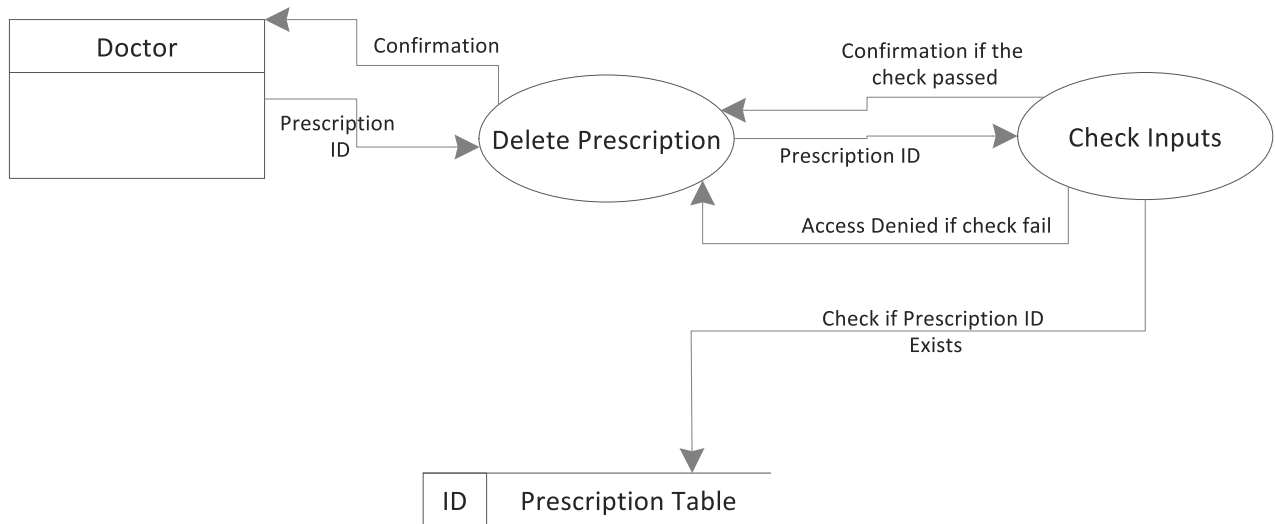 Doctor
Confirmation
Prescription
ID
Delete Prescription
Confirmation if the
check passed
Prescription ID
Check Inputs
Access Denied if check fail
Check if Prescription ID
Exists
ID
Prescription Table